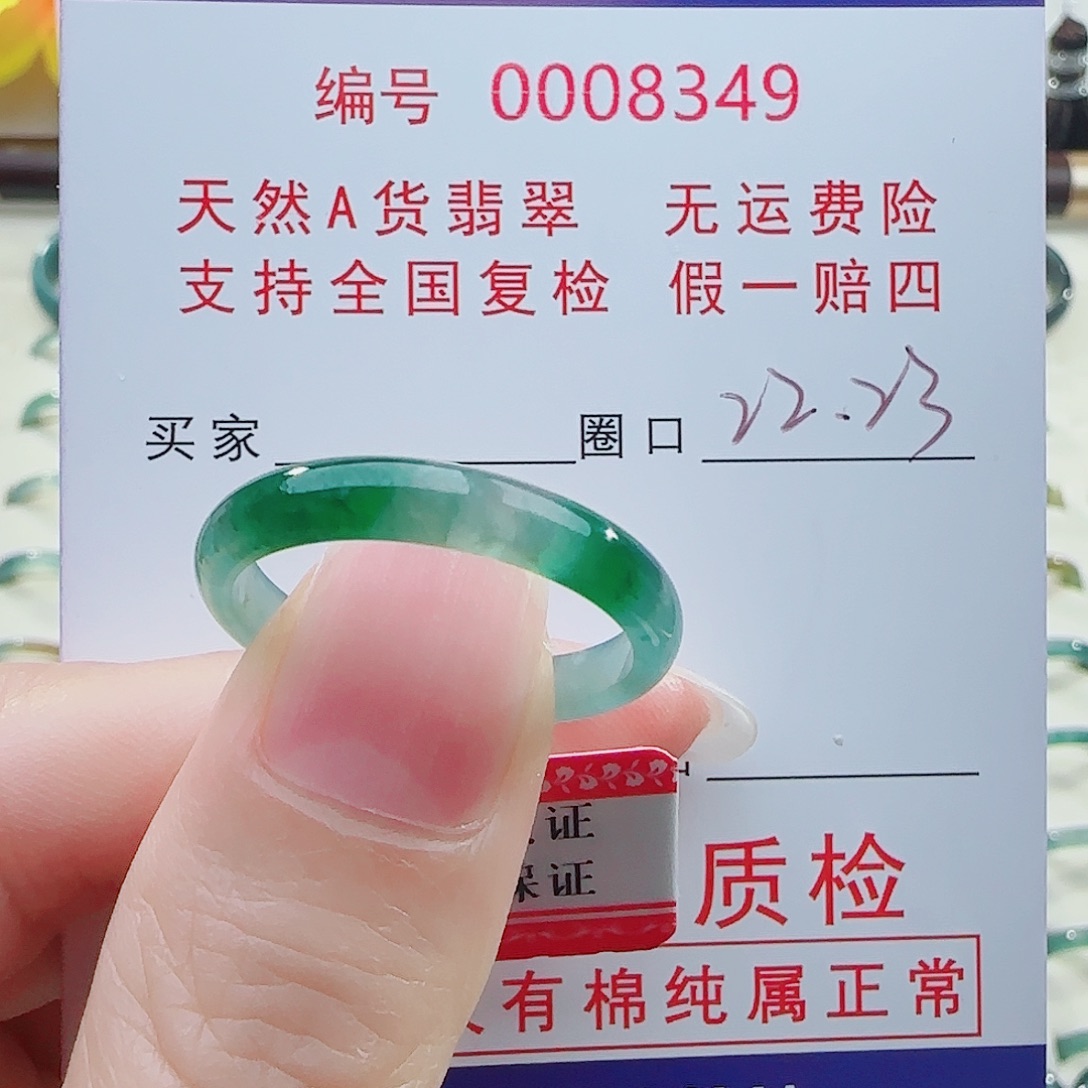 编号 0008349
天然A货翡翠 无运费险
支持全国复检 假一赔四
买家 圈口 22.23
证
保证
质检
有棉纯属正常